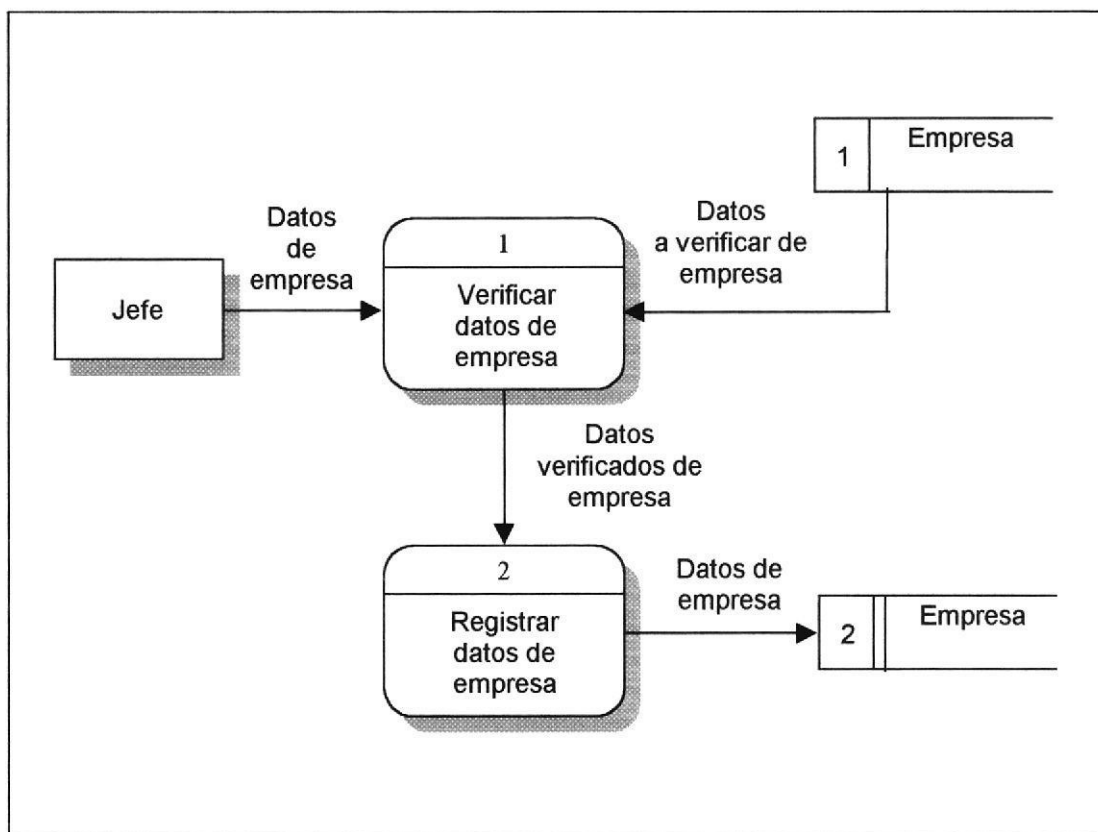 1
Empresa
Datos
a verificar de
empresa
Datos
de
empresa
Jefe
1
Verificar
datos de
empresa
Datos
verificados de
empresa
2
Registrar
datos de
empresa
Datos de
empresa
2
Empresa